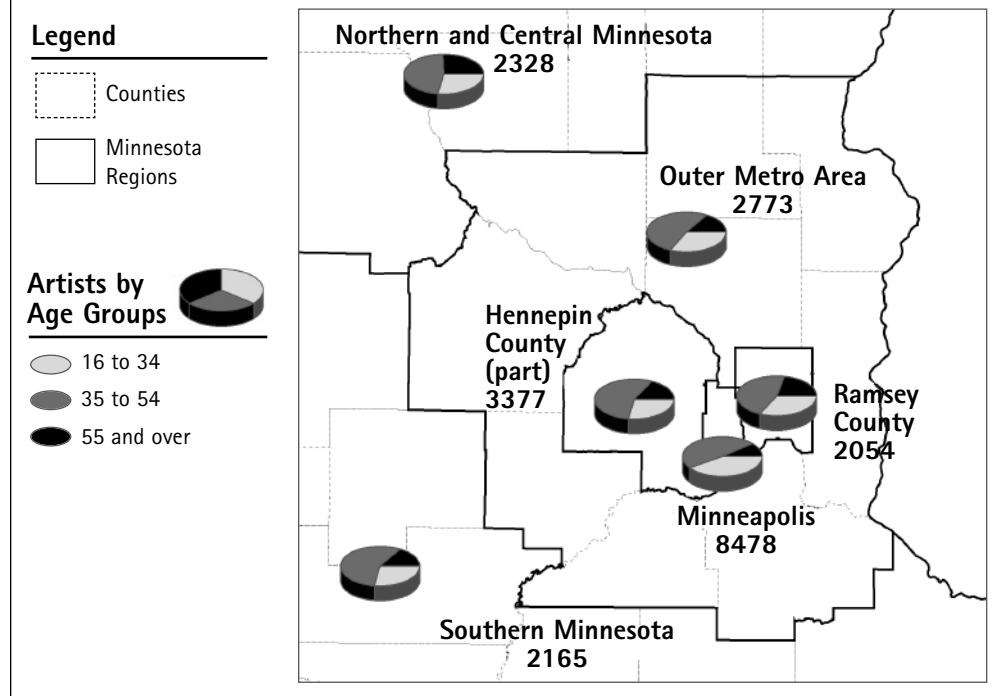 Legend
Counties
Minnesota
Regions
Artists by
Age Groups
16 to 34
35 to 54
55 and over
Northern and Central Minnesota
2328
Outer Metro Area
2773
Hennepin
County
(part)
3377
Ramsey
County
2054
Minneapolis
8478
Southern Minnesota
2165